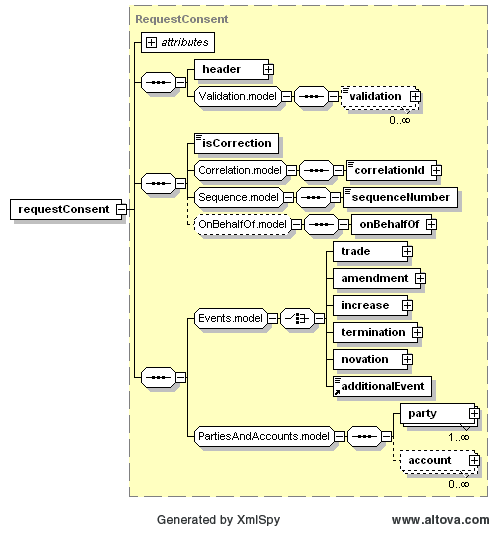 RequestConsent
attributes
header
Validation.model
validation
0..∞
isCorrection
Correlation.model
correlationId
Sequence.model
sequenceNumber
requestConsent
OnBehalfOf.model
onBehalfOf
trade
amendment
increase
Events.model
termination
novation
additionalEvent
party
1..∞
PartiesAndAccounts.model
account
0..∞
Generated by XmlSpy
www.altova.com